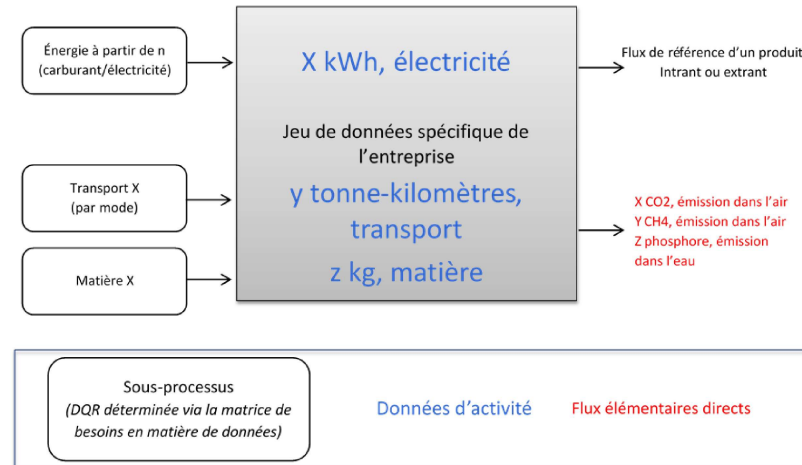 Énergie à partir de n
(carburant/électricité)
X kWh, électricité
Flux de référence d'un produit
Intrant ou extrant
Jeu de données spécifique de
l'entreprise
Transport X
(par mode)
y tonne-kilomètres,
transport
X CO2, émission dans l'air
Y CH4, émission dans l'air
Z phosphore, émission
dans l'eau
Matière X
z kg, matière
Sous-processus
(DQR déterminée via la matrice de
besoins en matière de données)
Données d'activité
Flux élémentaires directs